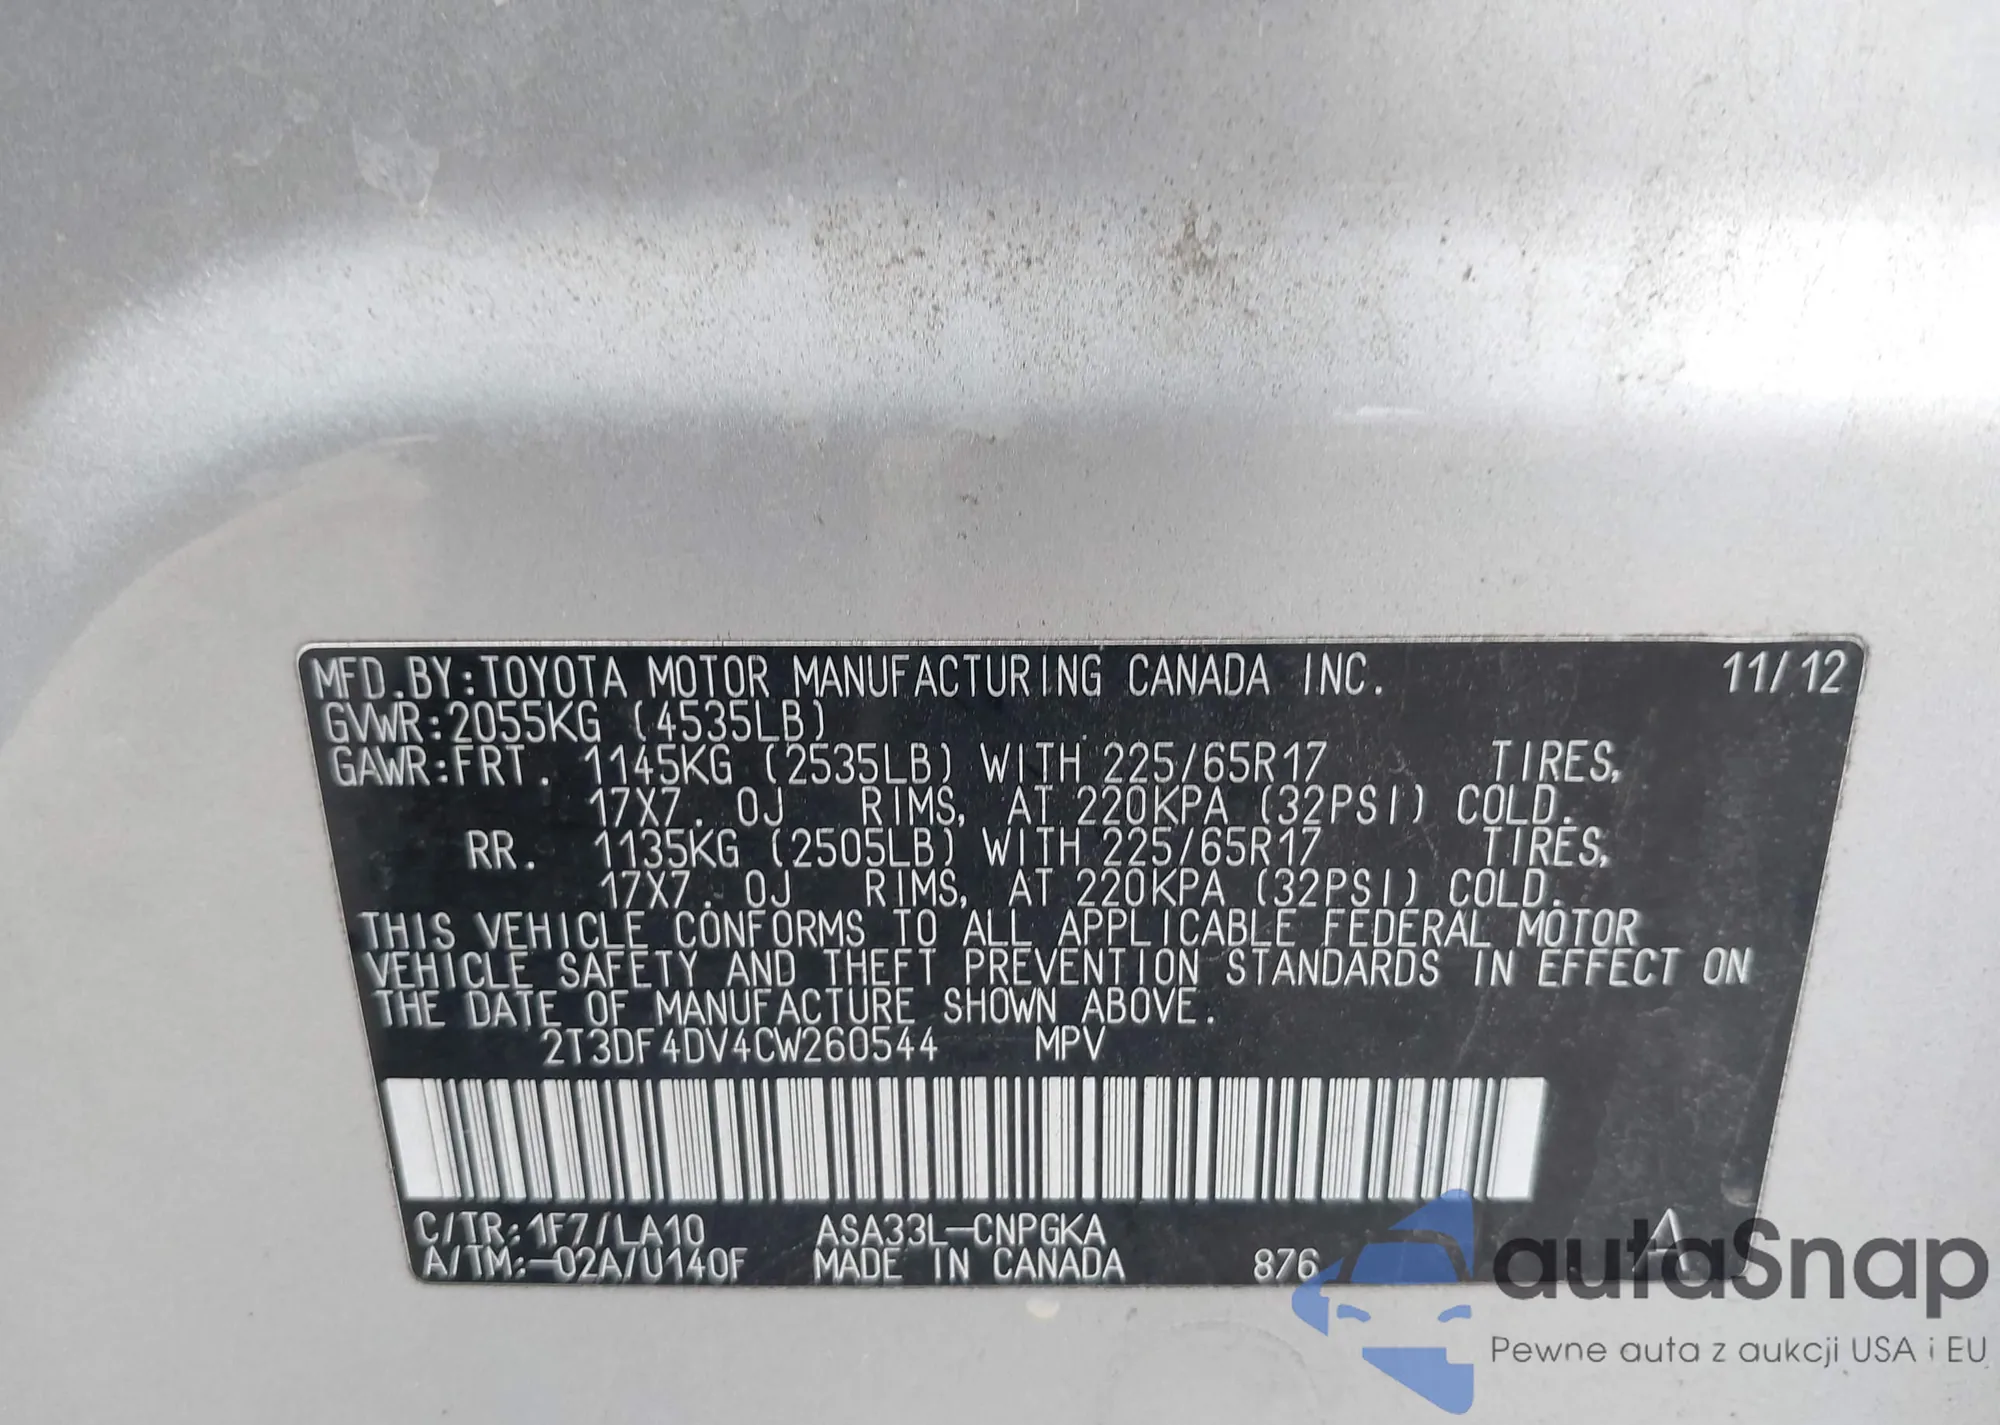 MFD.BY:TOYOTA MOTOR MANUFACTURING CANADA INC. 11/12
GVWR:2055KG (4535LB)
GAWR:FRT. 1145KG (2535LB) WITH 225/65R17 TIRES,
17X7. 0J RIMS, AT 220KPA (32PSI) COLD.
RR. 1135KG (2505LB) WITH 225/65R17 TIRES,
17X7. 0J RIMS, AT 220KPA (32PSI) COLD.
THIS VEHICLE CONFORMS TO ALL APPLICABLE FEDERAL MOTOR
VEHICLE SAFETY AND THEFT PREVENTION STANDARDS IN EFFECT ON
THE DATE OF MANUFACTURE SHOWN ABOVE.
2T3DF4DV4CW260544 MPV
C/TR:1F7/LA10 ASA33L-CNPGKA A
A/TM:-02A/U140F MADE IN CANADA 876
autaSnap
Pewne auta z aukcji USA i EU